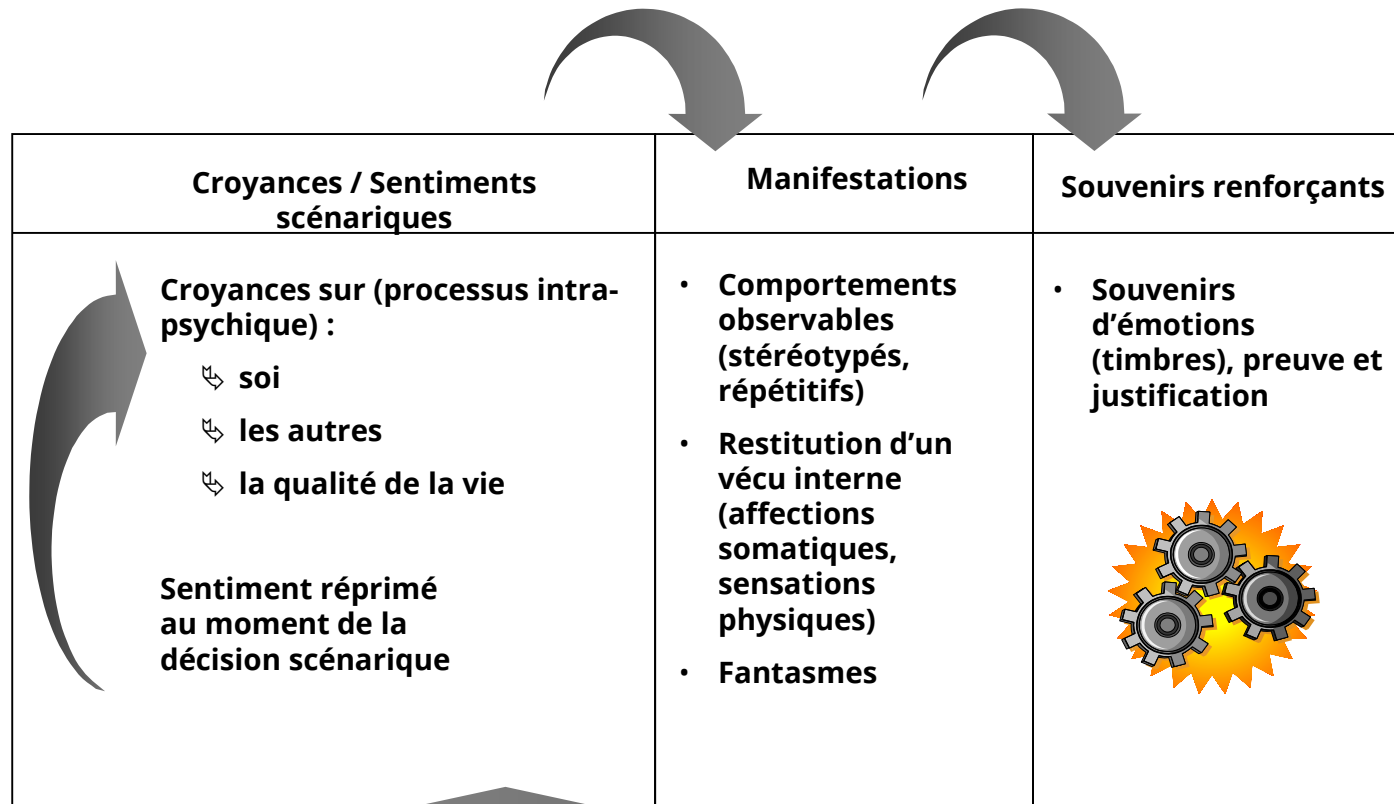 Croyances / Sentiments
scénariques
Manifestations
Souvenirs renforçants
Croyances sur (processus intra-
psychique) :
soi
les autres
la qualité de la vie
Sentiment réprimé
au moment de la
décision scénarique
• Comportements
observables
(stéréotypés,
répétitifs)
• Restitution d’un
vécu interne
(affections
somatiques,
sensations
physiques)
• Fantasmes
• Souvenirs
d’émotions
(timbres), preuve et
justification